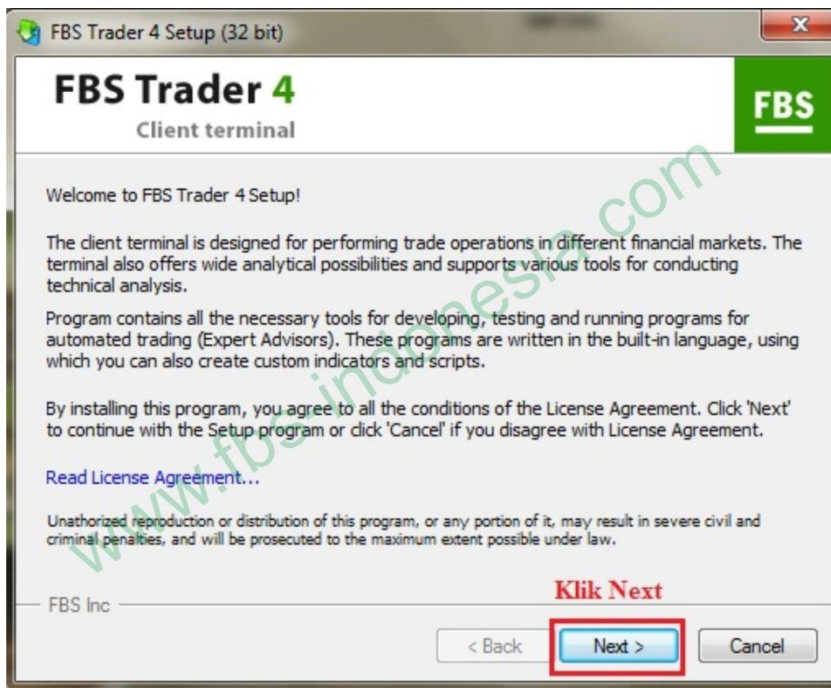 FBS Trader 4 Setup (32 bit)
FBS Trader 4
Client terminal
FBS
Welcome to FBS Trader 4 Setup!
The client terminal is designed for performing trade operations in different financial markets. The
terminal also offers wide analytical possibilities and supports various tools for conducting
technical analysis.
Program contains all the necessary tools for developing, testing and running programs for
automated trading (Expert Advisors). These programs are written in the built-in language, using
which you can also create custom indicators and scripts.
By installing this program, you agree to all the conditions of the License Agreement. Click 'Next'
to continue with the Setup program or click 'Cancel' if you disagree with License Agreement.
Read License Agreement...
Unathorized reproduction or distribution of this program, or any portion of it, may result in severe civil and
criminal penalties, and will be prosecuted to the maximum extent possible under law.
www.fbs-indonesia.com
Klik Next
FBS Inc
< Back
Next >
Cancel